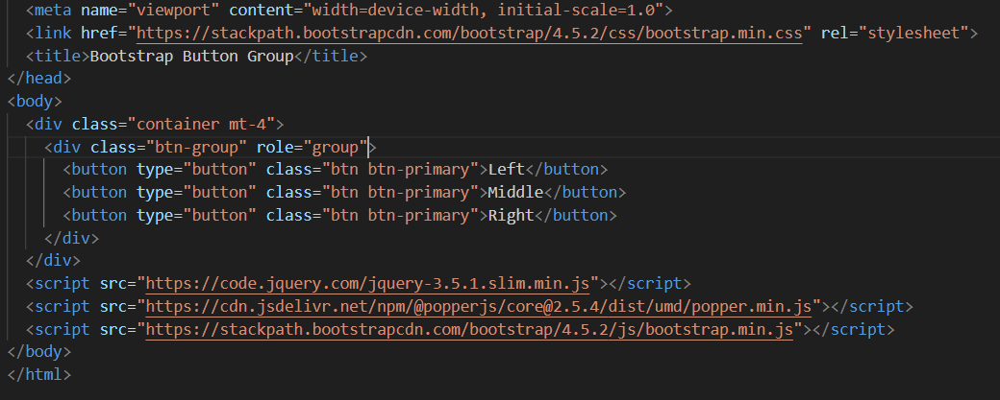 <meta name="viewport" content="width=device-width, initial-scale=1.0">
<link href="https://stackpath.bootstrapcdn.com/bootstrap/4.5.2/css/bootstrap.min.css" rel="stylesheet">
<title>Bootstrap Button Group</title>
</head>
<body>
<div class="container mt-4">
<div class="btn-group" role="group">
<button type="button" class="btn btn-primary">Left</button>
<button type="button" class="btn btn-primary">Middle</button>
<button type="button" class="btn btn-primary">Right</button>
</div>
</div>
<script src="https://code.jquery.com/jquery-3.5.1.slim.min.js"></script>
<script src="https://cdn.jsdelivr.net/npm/@popperjs/core@2.5.4/dist/umd/popper.min.js"></script>
<script src="https://stackpath.bootstrapcdn.com/bootstrap/4.5.2/js/bootstrap.min.js"></script>
</body>
</html>